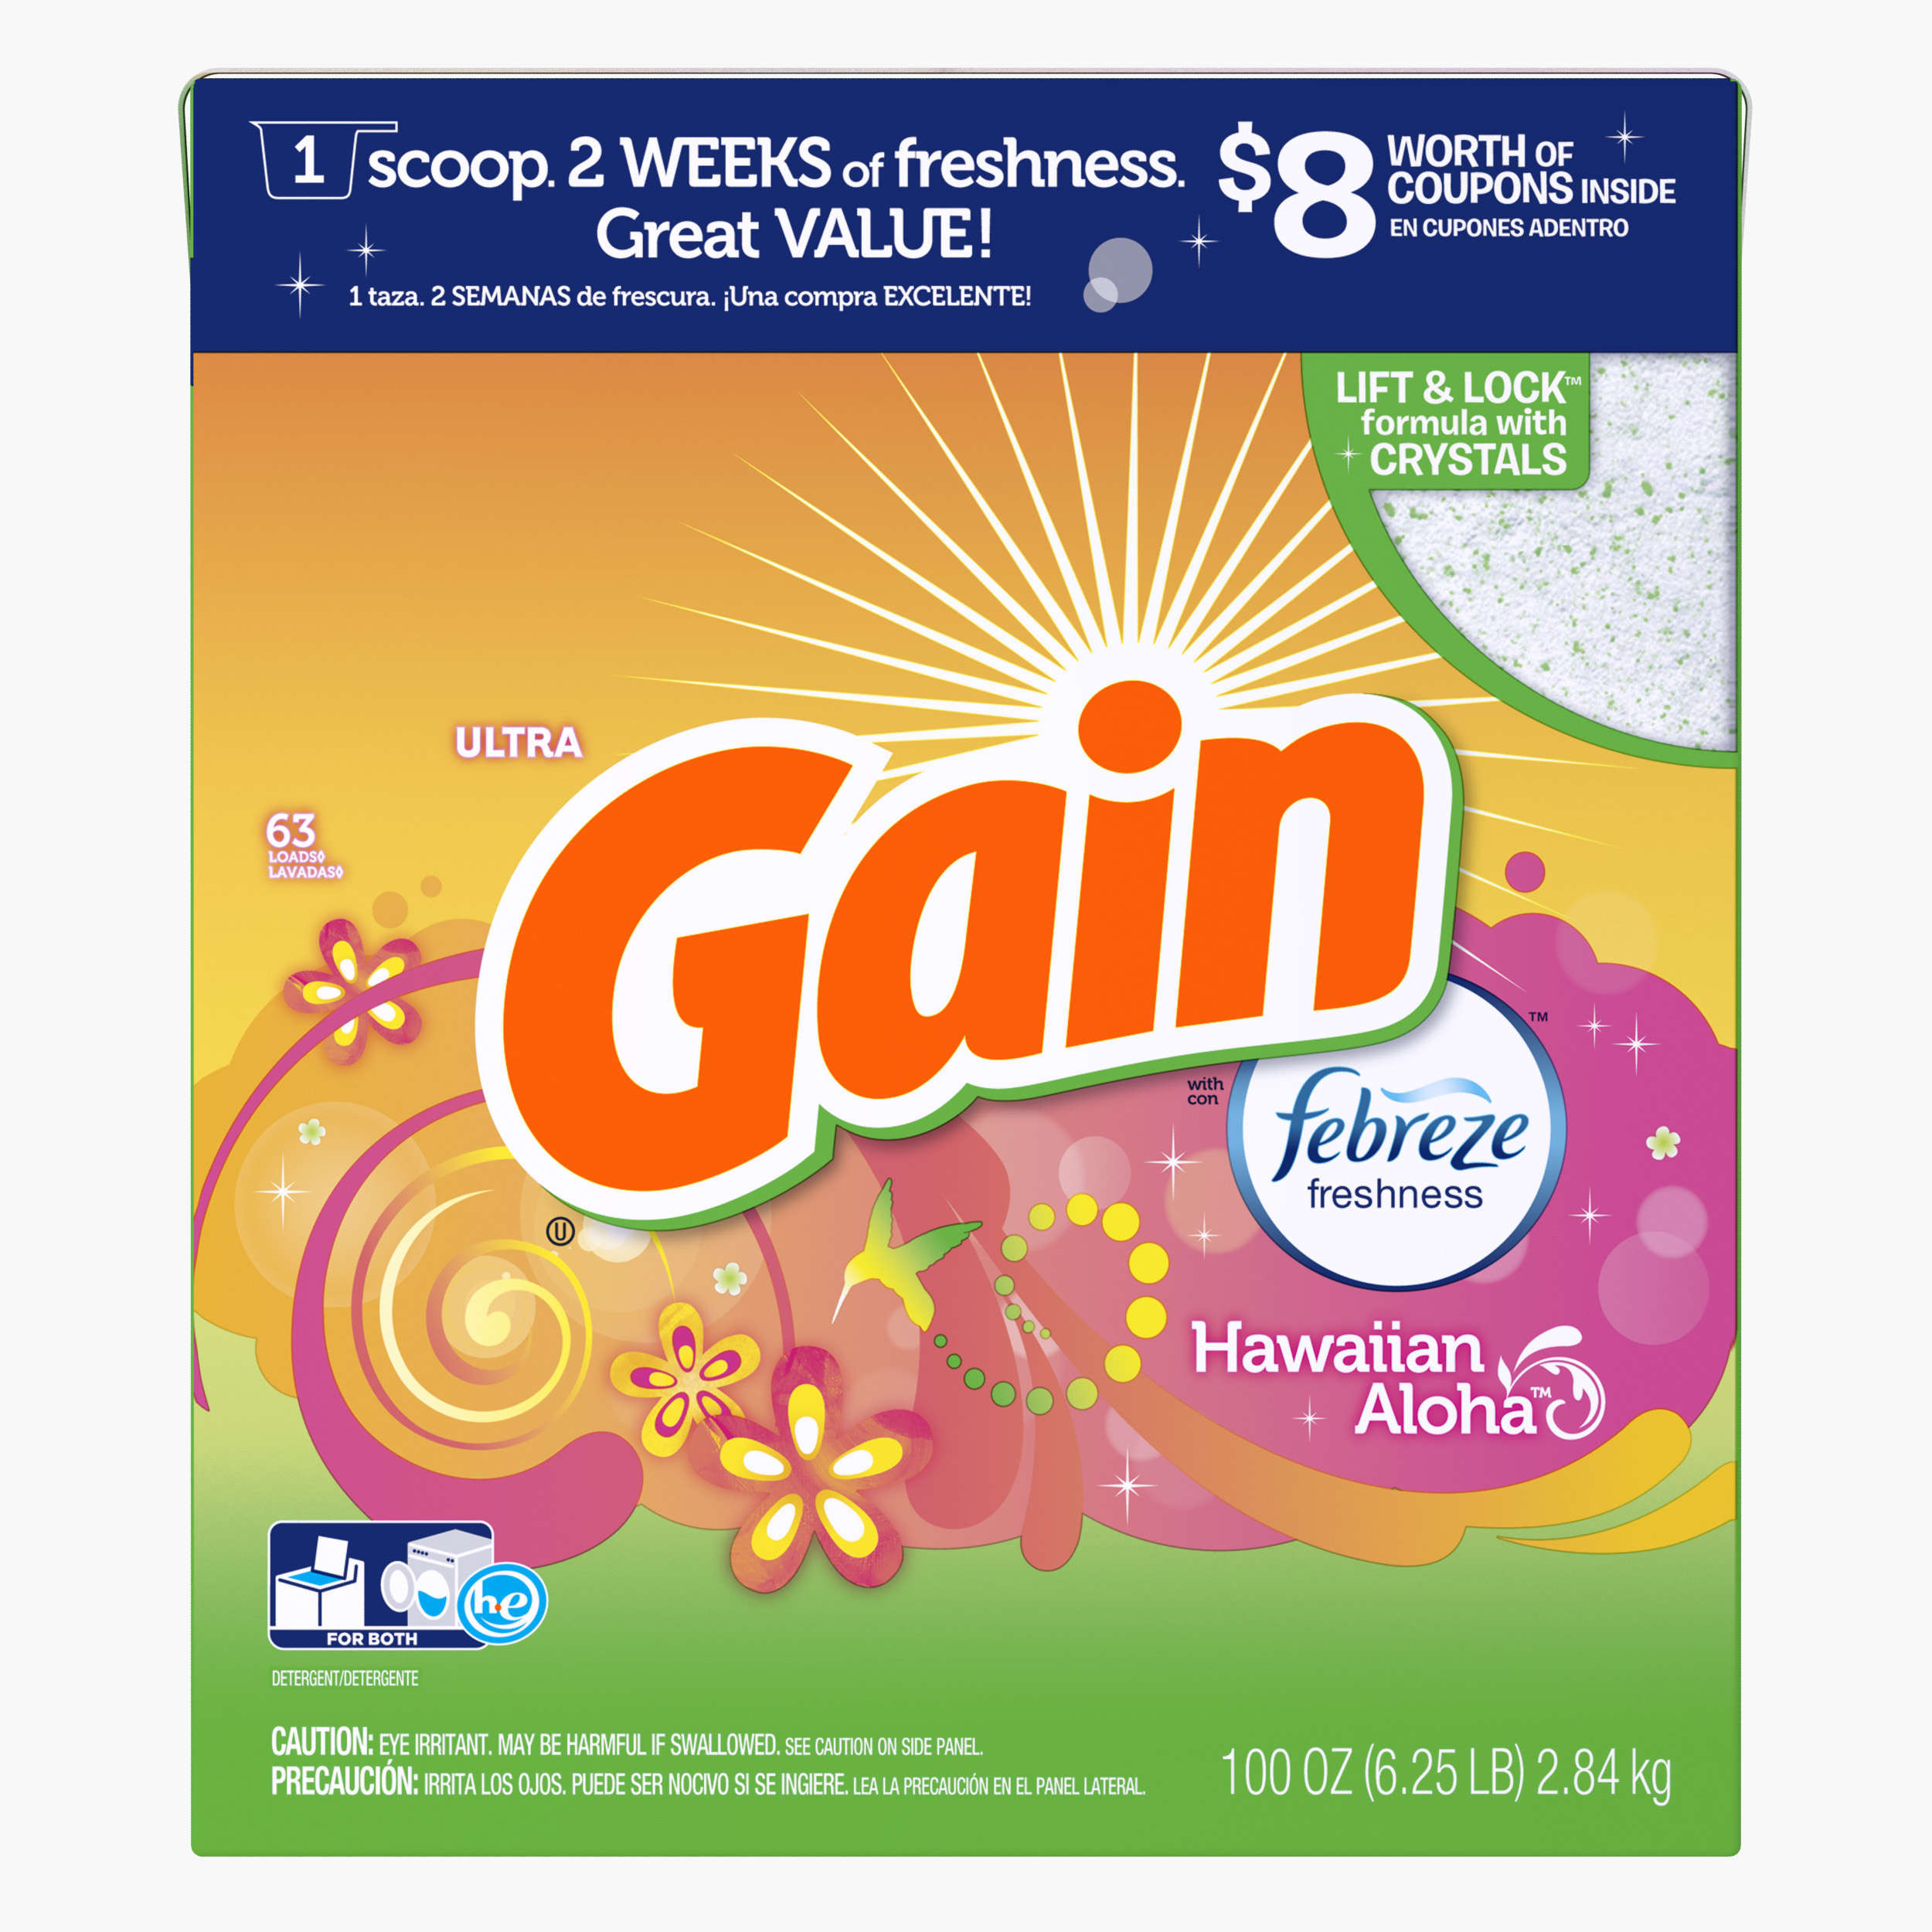 1 scoop. 2 WEEKS of freshness.
Great VALUE!
1 taza. 2 SEMANAS de frescura. ¡Una compra EXCELENTE!
$8 WORTH OF
COUPONS INSIDE
EN CUPONES ADENTRO
LIFT & LOCK™
formula with
CRYSTALS
ULTRA
Gain
63
LOADS◊
LAVADAS◊
with
con
febreze™
freshness
U
Hawaiian
Aloha™
he
FOR BOTH
DETERGENT/DETERGENTE
CAUTION: EYE IRRITANT. MAY BE HARMFUL IF SWALLOWED. SEE CAUTION ON SIDE PANEL.
PRECAUCIÓN: IRRITA LOS OJOS. PUEDE SER NOCIVO SI SE INGIERE. LEA LA PRECAUCIÓN EN EL PANEL LATERAL.
100 OZ (6.25 LB) 2.84 kg